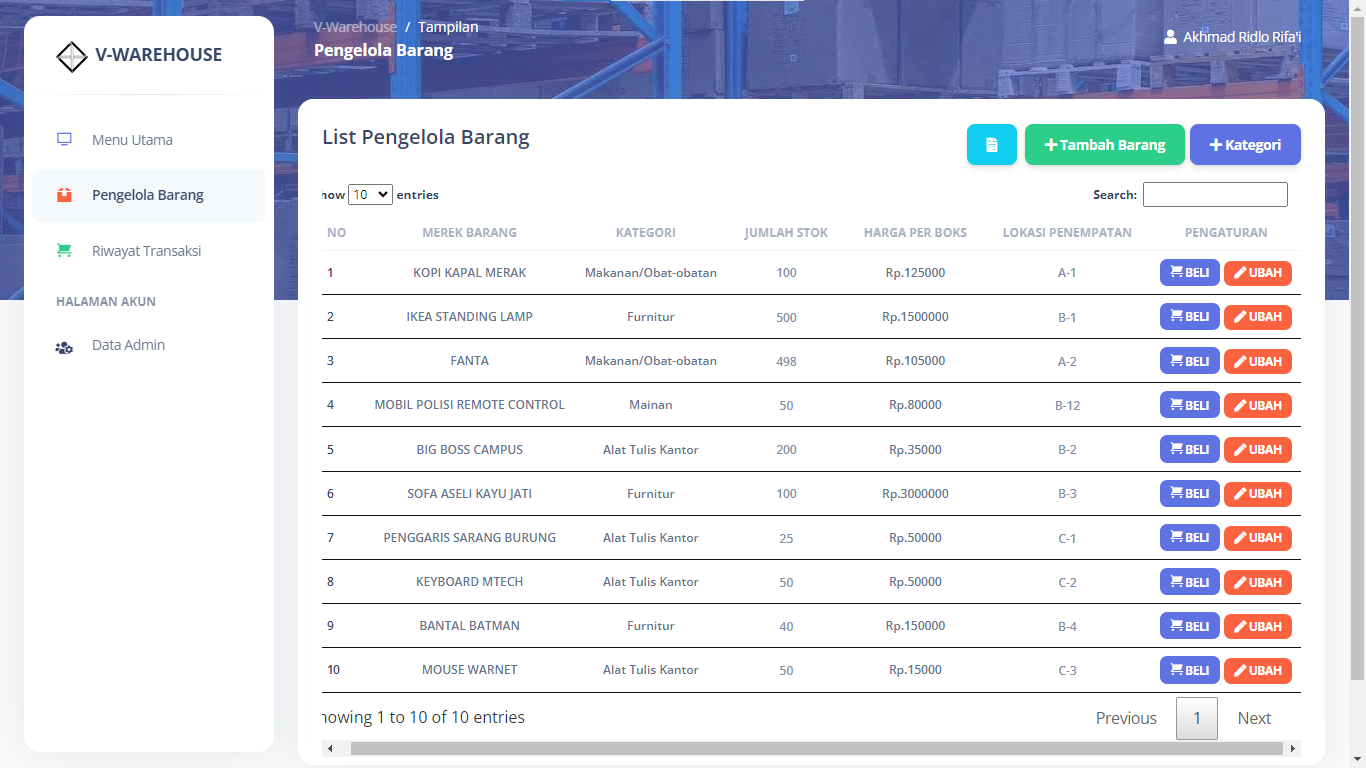 V-WAREHOUSE
Menu Utama
Pengelola Barang
Riwayat Transaksi
HALAMAN AKUN
Data Admin
V-Warehouse / Tampilan
Pengelola Barang
Akhmad Ridlo Rifa'i
List Pengelola Barang
Tambah Barang
Kategori
how 10 entries
Search:
NO MEREK BARANG KATEGORI JUMLAH STOK HARGA PER BOKS LOKASI PENEMPATAN PENGATURAN
1 KOPI KAPAL MERAK Makanan/Obat-obatan 100 Rp.125000 A-1 BELI UBAH
2 IKEA STANDING LAMP Furnitur 500 Rp.1500000 B-1 BELI UBAH
3 FANTA Makanan/Obat-obatan 498 Rp.105000 A-2 BELI UBAH
4 MOBIL POLISI REMOTE CONTROL Mainan 50 Rp.80000 B-12 BELI UBAH
5 BIG BOSS CAMPUS Alat Tulis Kantor 200 Rp.35000 B-2 BELI UBAH
6 SOFA ASELI KAYU JATI Furnitur 100 Rp.3000000 B-3 BELI UBAH
7 PENGGARIS SARANG BURUNG Alat Tulis Kantor 25 Rp.50000 C-1 BELI UBAH
8 KEYBOARD MTECH Alat Tulis Kantor 50 Rp.50000 C-2 BELI UBAH
9 BANTAL BATMAN Furnitur 40 Rp.150000 B-4 BELI UBAH
10 MOUSE WARNET Alat Tulis Kantor 50 Rp.15000 C-3 BELI UBAH
howing 1 to 10 of 10 entries
Previous 1 Next